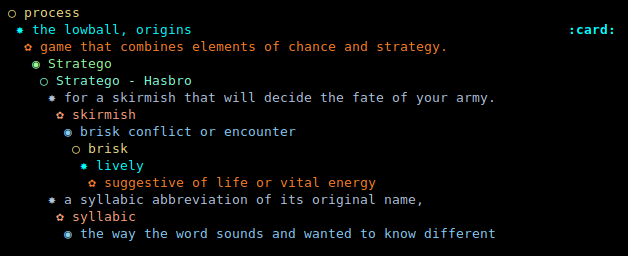 process
the lowball, origins :card:
game that combines elements of chance and strategy.
Stratego
Stratego - Hasbro
for a skirmish that will decide the fate of your army.
skirmish
brisk conflict or encounter
brisk
lively
suggestive of life or vital energy
a syllabic abbreviation of its original name,
syllabic
the way the word sounds and wanted to know different